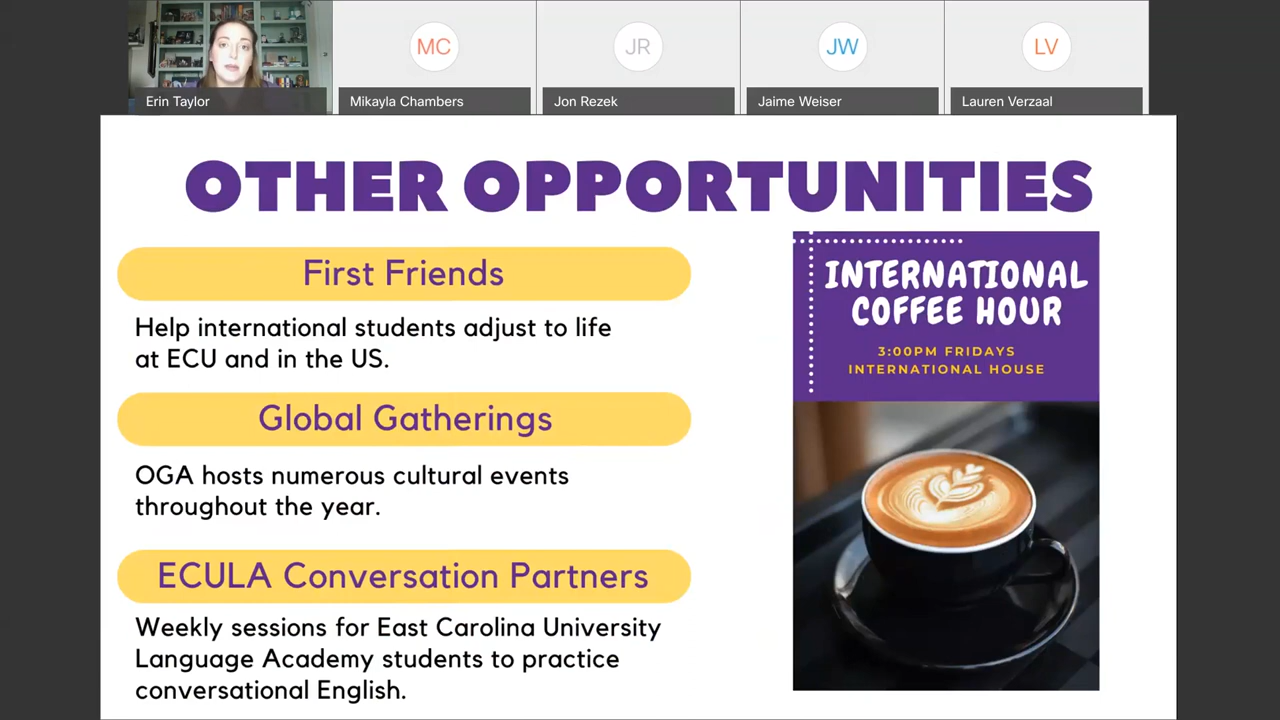 MC
JR
JW
LV
Erin Taylor
Mikayla Chambers
Jon Rezek
Jaime Weiser
Lauren Verzaal
OTHER OPPORTUNITIES
First Friends
Help international students adjust to life
at ECU and in the US.
Global Gatherings
OGA hosts numerous cultural events
throughout the year.
ECULA Conversation Partners
Weekly sessions for East Carolina University
Language Academy students to practice
conversational English.
INTERNATIONAL
COFFEE HOUR
3:00PM FRIDAYS
INTERNATIONAL HOUSE